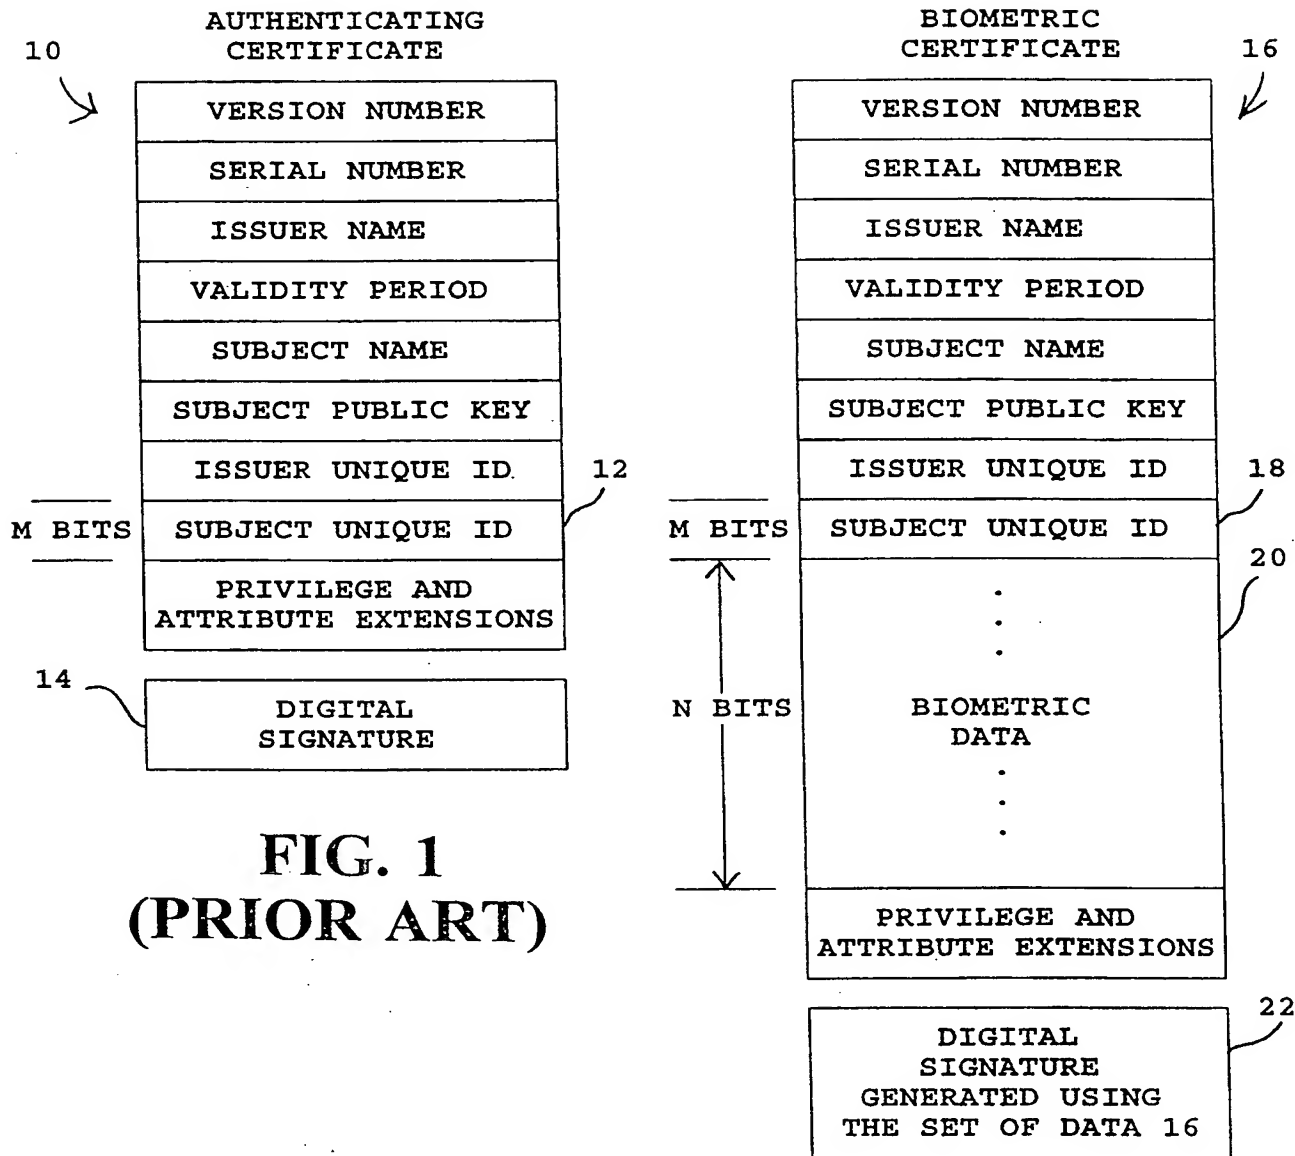 AUTHENTICATING
CERTIFICATE
10
VERSION NUMBER
SERIAL NUMBER
ISSUER NAME
VALIDITY PERIOD
SUBJECT NAME
SUBJECT PUBLIC KEY
ISSUER UNIQUE ID
12
M BITS
SUBJECT UNIQUE ID
PRIVILEGE AND
ATTRIBUTE EXTENSIONS
14
DIGITAL
SIGNATURE
FIG. 1
(PRIOR ART)
BIOMETRIC
CERTIFICATE
16
VERSION NUMBER
SERIAL NUMBER
ISSUER NAME
VALIDITY PERIOD
SUBJECT NAME
SUBJECT PUBLIC KEY
ISSUER UNIQUE ID
18
M BITS
SUBJECT UNIQUE ID
20
N BITS
BIOMETRIC
DATA
PRIVILEGE AND
ATTRIBUTE EXTENSIONS
22
DIGITAL
SIGNATURE
GENERATED USING
THE SET OF DATA 16